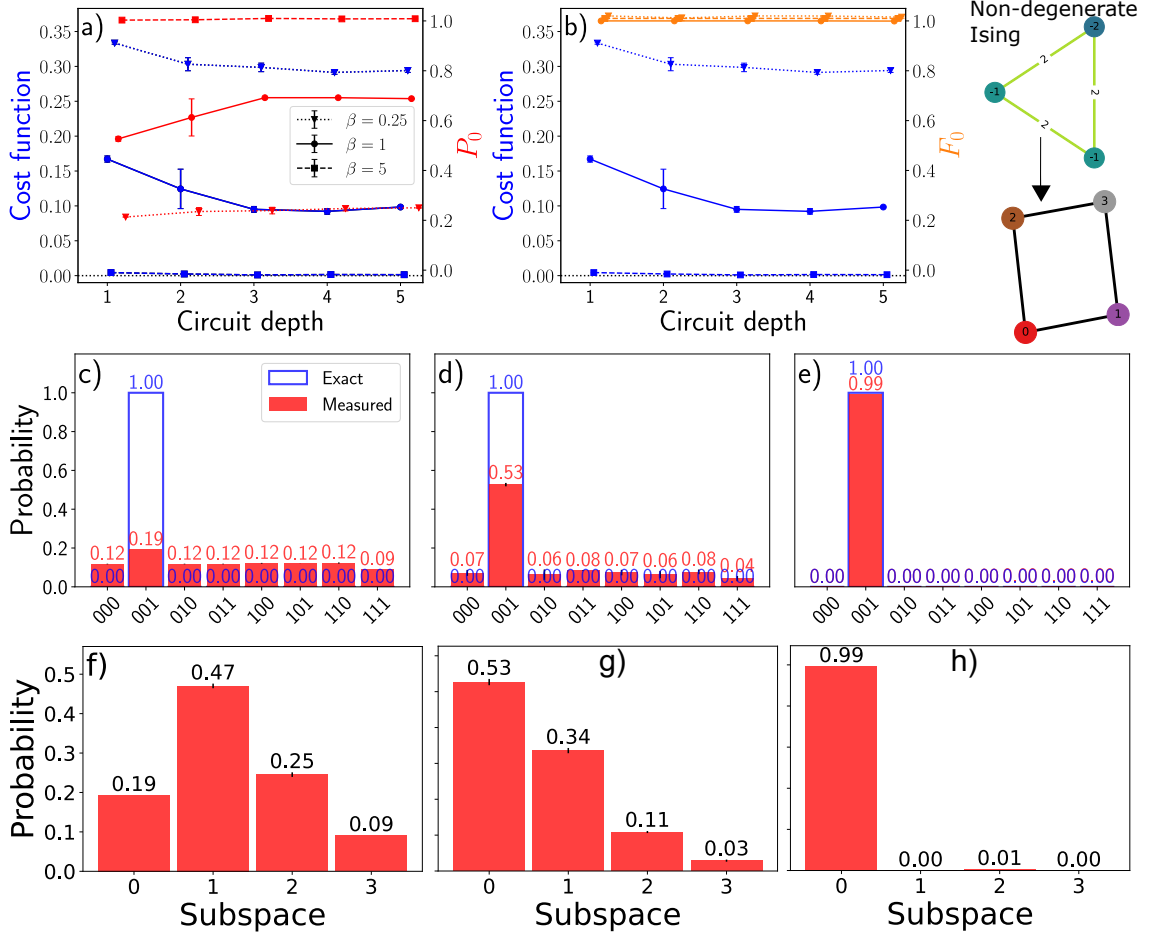 a)
0.35
0.30
0.25
0.20
0.15
0.10
0.05
0.00
Cost function
1 2 3 4 5
Circuit depth
1.0
0.8
0.6
0.4
0.2
0.0
P_0
β = 0.25
β = 1
β = 5
b)
0.35
0.30
0.25
0.20
0.15
0.10
0.05
0.00
Cost function
1 2 3 4 5
Circuit depth
1.0
0.8
0.6
0.4
0.2
0.0
F_0
Non-degenerate
Ising
-2
2
-1
2
2
-1
3
2
1
0
c)
Exact
Measured
Probability
1.0
0.8
0.6
0.4
0.2
0.0
1.00
0.12 0.19 0.12 0.12 0.12 0.12 0.12 0.09
0.00 0.00 0.00 0.00 0.00 0.00 0.00
000 001 010 011 100 101 110 111
d)
1.00
0.53
0.07 0.06 0.08 0.07 0.06 0.08 0.04
0.00 0.00 0.00 0.00 0.00 0.00 0.00
000 001 010 011 100 101 110 111
e)
1.00
0.99
0.00 0.00 0.00 0.00 0.00 0.00 0.00
000 001 010 011 100 101 110 111
f)
Probability
0.5
0.4
0.3
0.2
0.1
0.0
0.19 0.47 0.25 0.09
0 1 2 3
Subspace
g)
0.53 0.34 0.11 0.03
0 1 2 3
Subspace
h)
0.99 0.00 0.01 0.00
0 1 2 3
Subspace